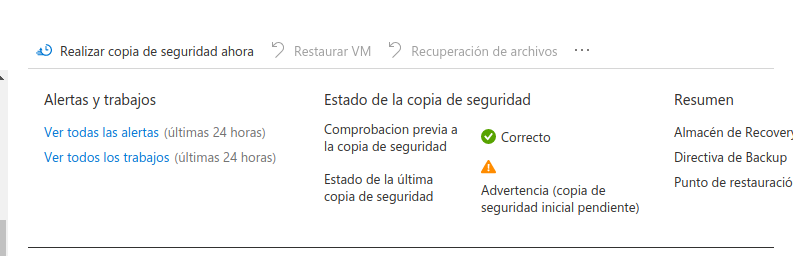 Realizar copia de seguridad ahora Restaurar VM Recuperación de archivos ...
Alertas y trabajos
Ver todas las alertas (últimas 24 horas)
Ver todos los trabajos (últimas 24 horas)
Estado de la copia de seguridad
Comprobacion previa a
la copia de seguridad
Correcto
Estado de la última
copia de seguridad
Advertencia (copia de
seguridad inicial pendiente)
Resumen
Almacén de Recovery
Directiva de Backup
Punto de restauració